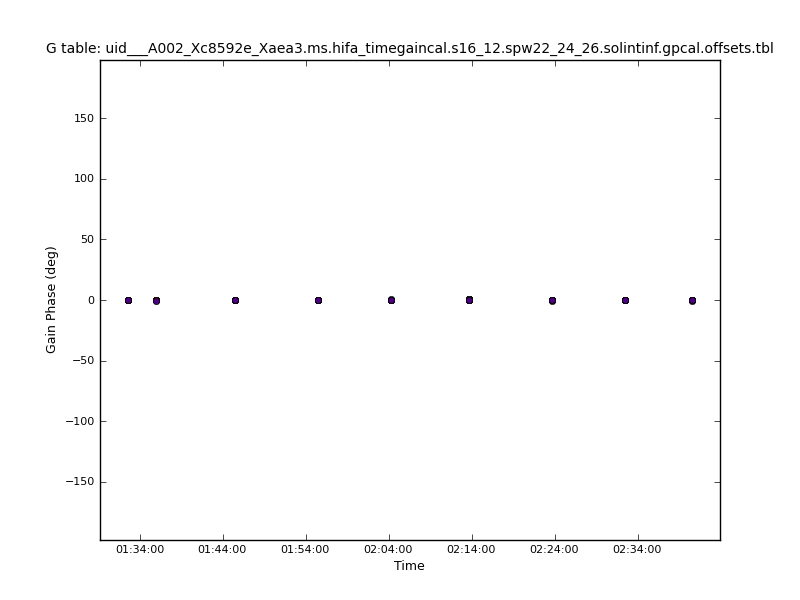 G table: uid___A002_Xc8592e_Xaea3.ms.hifa_timegaincal.s16_12.spw22_24_26.solintinf.gpcal.offsets.tbl
150
100
50
0
−50
−100
−150
Gain Phase (deg)
01:34:00 01:44:00 01:54:00 02:04:00 02:14:00 02:24:00 02:34:00
Time